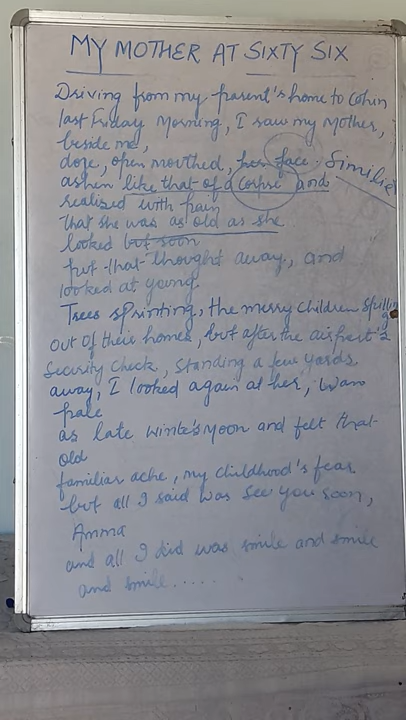 MY MOTHER AT SIXTY SIX
Driving from my parent's home to Cohin
last Friday Morning, I saw my Mother,
beside me,
doze, open mouthed, her face. Similie
ashen like that of a corpse and
realized with pain
that she was as old as she
looked but soon
put that thought away, and
looked at young
Trees sprinting, the merry children spilling
out of their homes, but after the airport's
Security check, standing a few yards
away, I looked again at her, wan
pale
as late winter's moon and felt that
old
familiar ache, my childhood's fear
but all I said was see you soon,
Amma
and all I did was smile and smile
and smile......